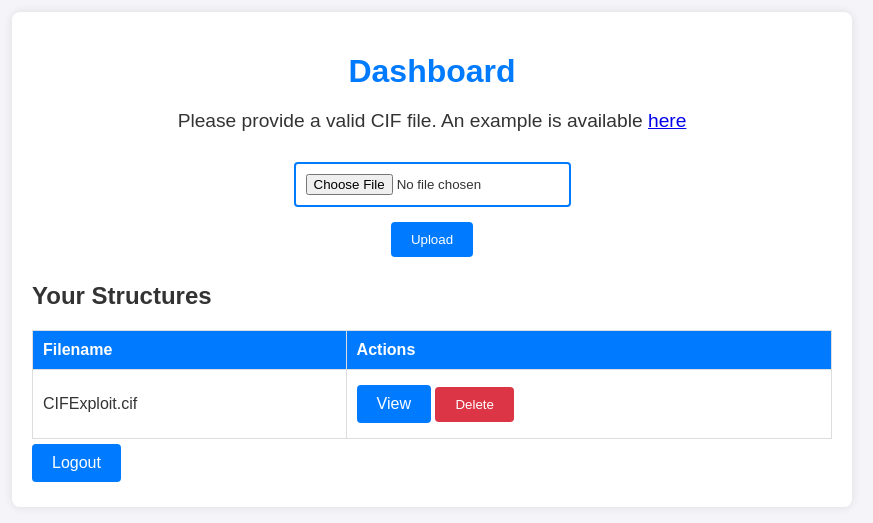 Dashboard
Please provide a valid CIF file. An example is available here
Choose File No file chosen
Upload
Your Structures
Filename Actions
CIFExploit.cif View Delete
Logout